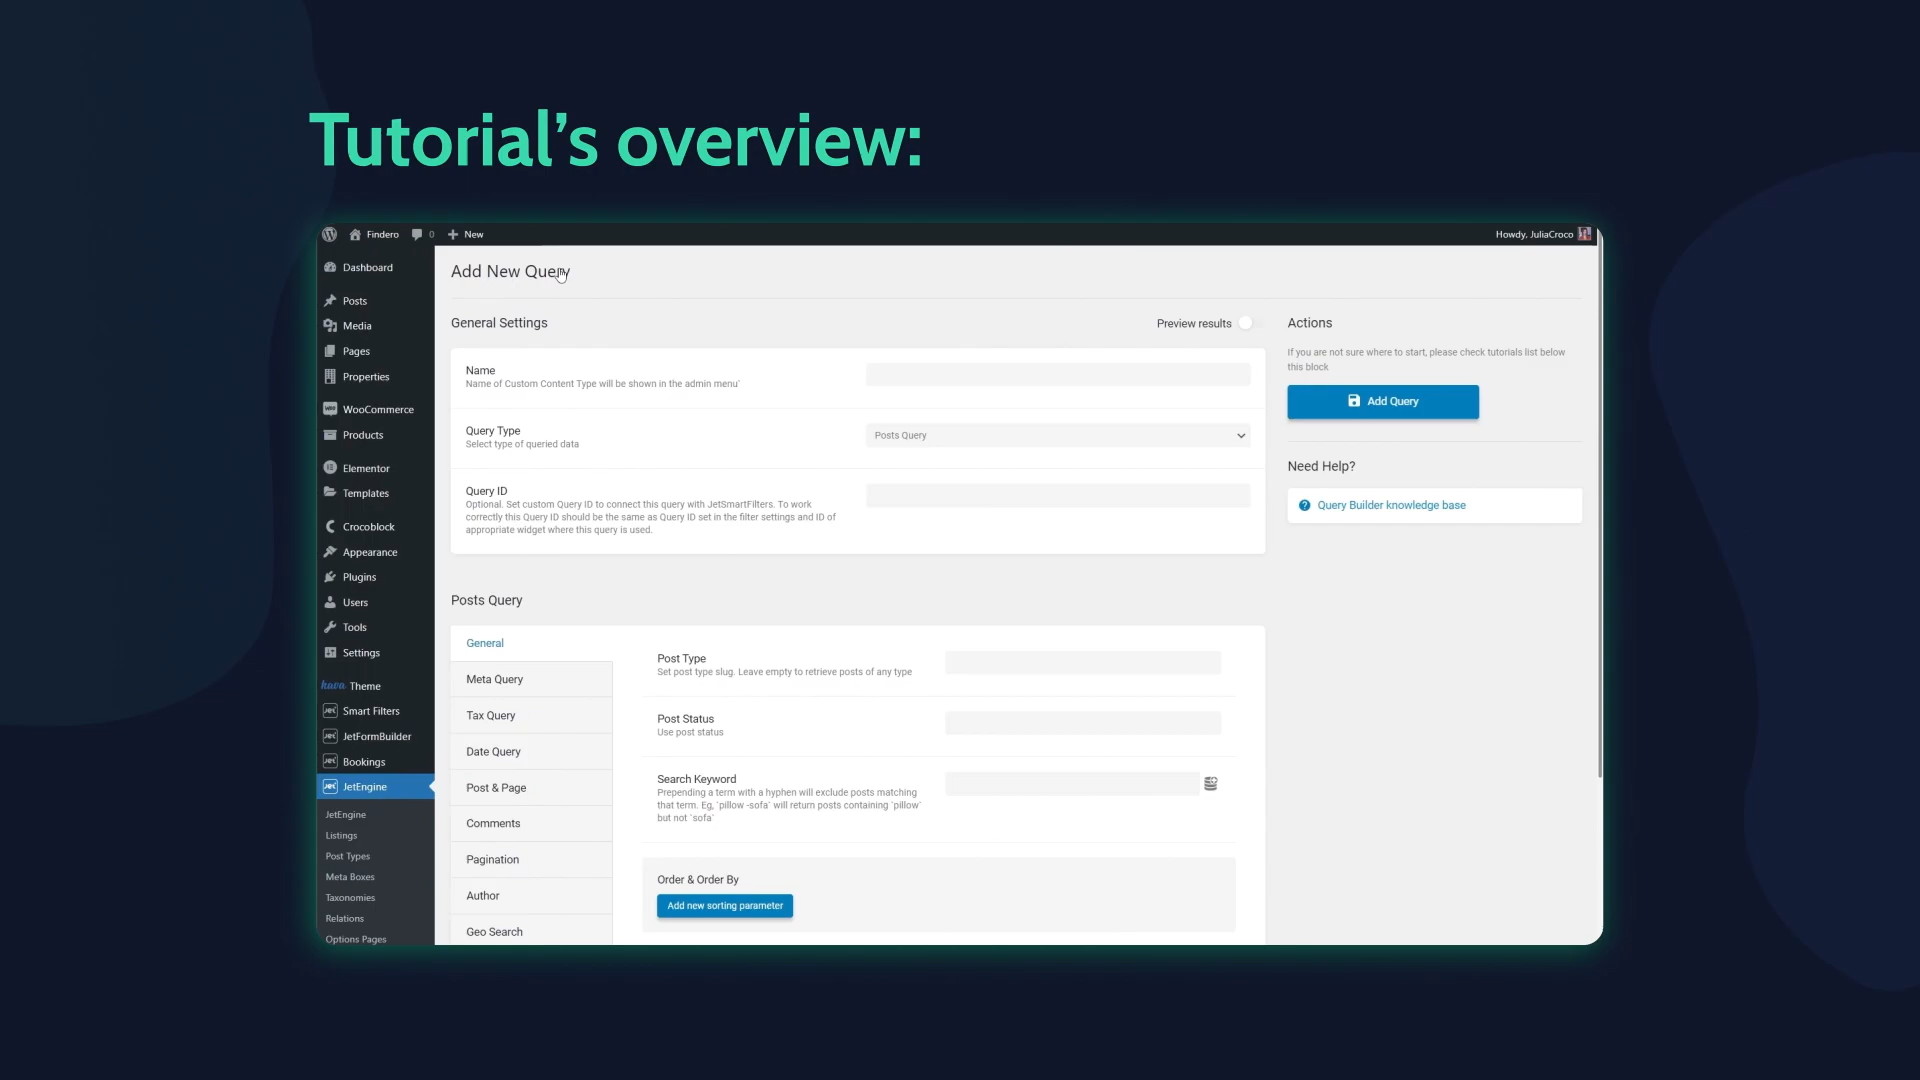 Tutorial’s overview:
Findero
0
New
Howdy, JuliaCroco
Dashboard
Posts
Media
Pages
Properties
WooCommerce
Products
Elementor
Templates
Crocoblock
Appearance
Plugins
Users
Tools
Settings
kava Theme
Smart Filters
JetFormBuilder
Bookings
JetEngine
JetEngine
Listings
Post Types
Meta Boxes
Taxonomies
Relations
Options Pages
Add New Query
General Settings
Preview results
Name
Name of Custom Content Type will be shown in the admin menu`
Query Type
Select type of queried data
Posts Query
Query ID
Optional. Set custom Query ID to connect this query with JetSmartFilters. To work
correctly this Query ID should be the same as Query ID set in the filter settings and ID of
appropriate widget where this query is used.
Posts Query
General
Meta Query
Tax Query
Date Query
Post & Page
Comments
Pagination
Author
Geo Search
Post Type
Set post type slug. Leave empty to retrieve posts of any type
Post Status
Use post status
Search Keyword
Prepending a term with a hyphen will exclude posts matching
that term. Eg, `pillow -sofa` will return posts containing `pillow`
but not `sofa`
Order & Order By
Add new sorting parameter
Actions
If you are not sure where to start, please check tutorials list below
this block
Add Query
Need Help?
Query Builder knowledge base